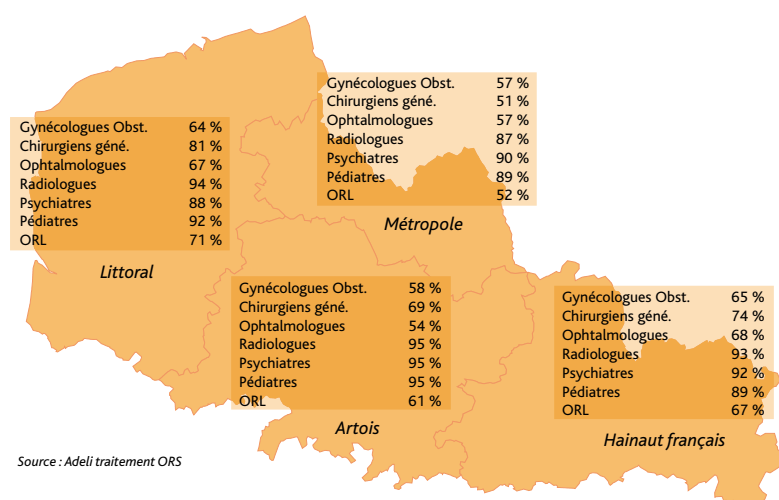 Gynécologues Obst. 57 %
Chirurgiens géné. 51 %
Ophtalmologues 57 %
Radiologues 87 %
Psychiatres 90 %
Pédiatres 89 %
ORL 52 %
Métropole
Gynécologues Obst. 64 %
Chirurgiens géné. 81 %
Ophtalmologues 67 %
Radiologues 94 %
Psychiatres 88 %
Pédiatres 92 %
ORL 71 %
Littoral
Gynécologues Obst. 58 %
Chirurgiens géné. 69 %
Ophtalmologues 54 %
Radiologues 95 %
Psychiatres 95 %
Pédiatres 95 %
ORL 61 %
Artois
Gynécologues Obst. 65 %
Chirurgiens géné. 74 %
Ophtalmologues 68 %
Radiologues 93 %
Psychiatres 92 %
Pédiatres 89 %
ORL 67 %
Hainaut français
Source : Adeli traitement ORS